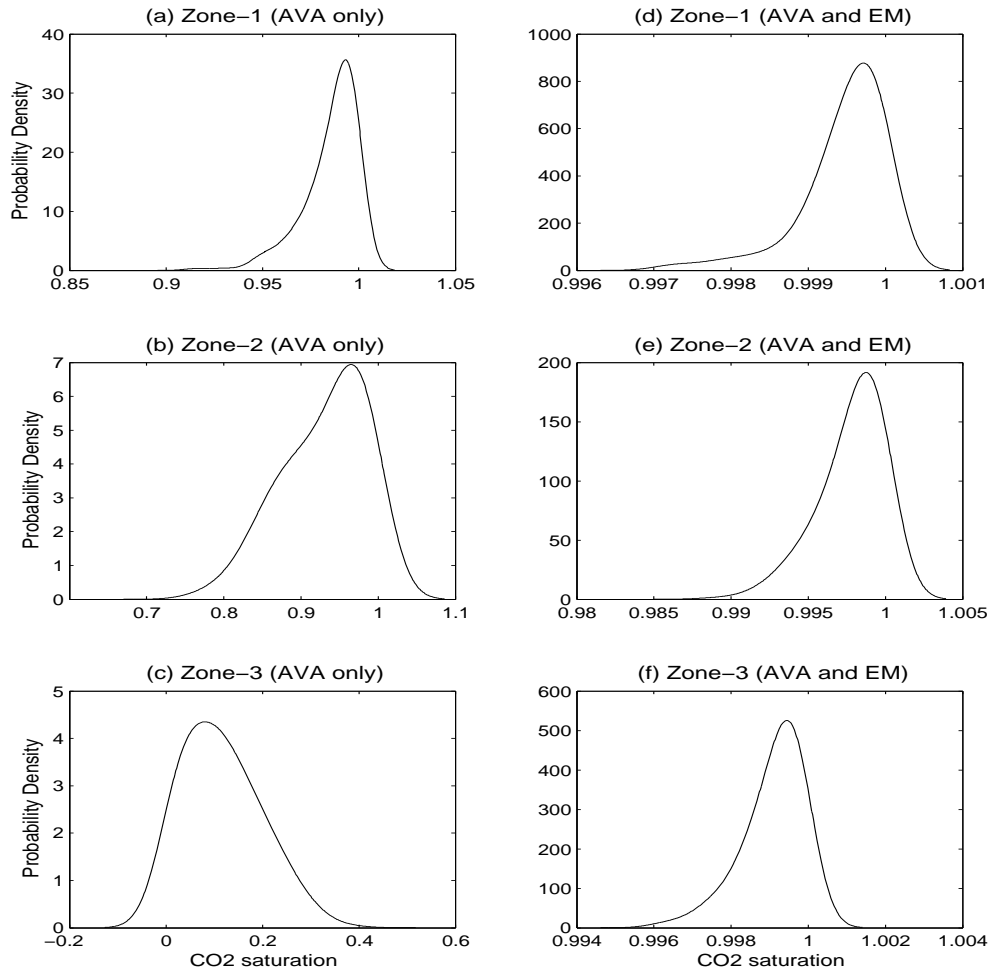 (a) Zone−1 (AVA only)
40
30
20
10
0
0.85 0.9 0.95 1 1.05
Probability Density
(d) Zone−1 (AVA and EM)
1000
800
600
400
200
0
0.996 0.997 0.998 0.999 1 1.001
(b) Zone−2 (AVA only)
7
6
5
4
3
2
1
0
0.7 0.8 0.9 1 1.1
Probability Density
(e) Zone−2 (AVA and EM)
200
150
100
50
0
0.98 0.985 0.99 0.995 1 1.005
(c) Zone−3 (AVA only)
5
4
3
2
1
0
−0.2 0 0.2 0.4 0.6
Probability Density
CO2 saturation
(f) Zone−3 (AVA and EM)
600
500
400
300
200
100
0
0.994 0.996 0.998 1 1.002 1.004
CO2 saturation